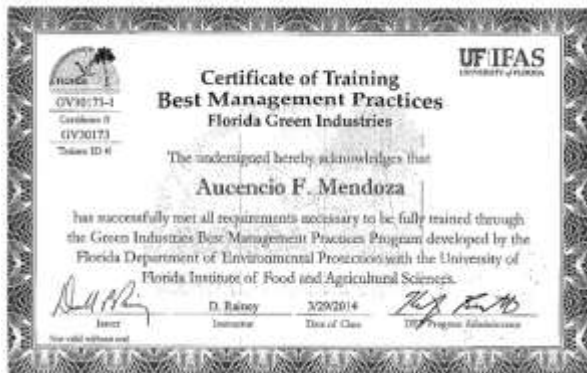 UF IFAS
UNIVERSITY of FLORIDA
GV30173-1
Certificate #
GV30173
Trainee ID #
Certificate of Training
Best Management Practices
Florida Green Industries
The undersigned hereby acknowledges that
Aucencio F. Mendoza
has successfully met all requirements necessary to be fully trained through
the Green Industries Best Management Practices Program developed by the
Florida Department of Environmental Protection with the University of
Florida Institute of Food and Agricultural Sciences.
D. Rainey 3/29/2014
Issuer Instructor Date of Class DEP Program Administrator
Not valid without seal